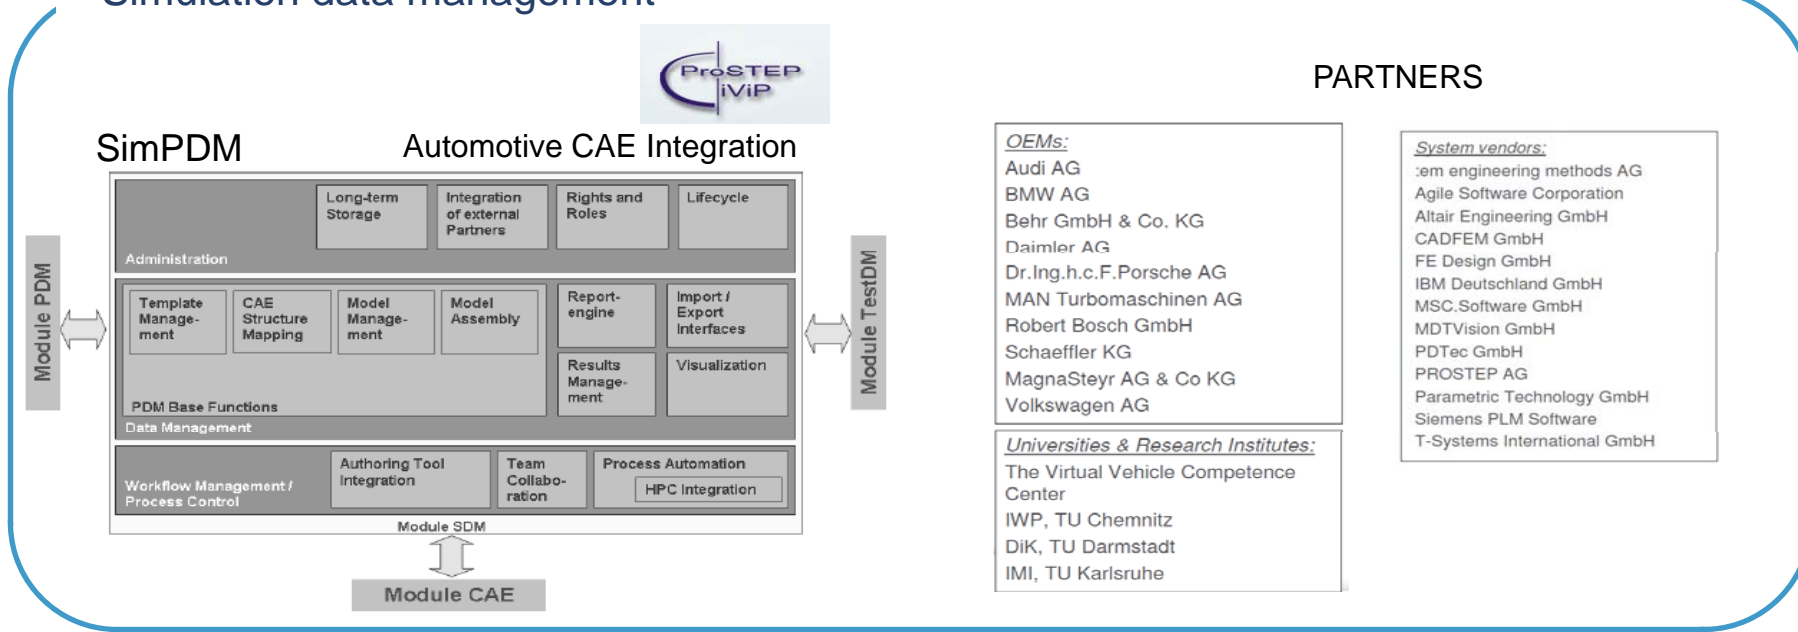 Simulation data management
ProSTEP
iViP
SimPDM
Automotive CAE Integration
Module PDM
Long-term
Storage
Integration
of external
Partners
Rights and
Roles
Lifecycle
Administration
Template
Manage-
ment
CAE
Structure
Mapping
Model
Manage-
ment
Model
Assembly
Report-
engine
Import /
Export
Interfaces
Results
Manage-
ment
Visualization
PDM Base Functions
Data Management
Authoring Tool
Integration
Team
Collabo-
ration
Process Automation
HPC Integration
Workflow Management /
Process Control
Module SDM
Module TestDM
Module CAE
PARTNERS
OEMs:
Audi AG
BMW AG
Behr GmbH & Co. KG
Daimler AG
Dr.Ing.h.c.F.Porsche AG
MAN Turbomaschinen AG
Robert Bosch GmbH
Schaeffler KG
MagnaSteyr AG & Co KG
Volkswagen AG
Universities & Research Institutes:
The Virtual Vehicle Competence
Center
IWP, TU Chemnitz
DiK, TU Darmstadt
IMI, TU Karlsruhe
System vendors:
:em engineering methods AG
Agile Software Corporation
Altair Engineering GmbH
CADFEM GmbH
FE Design GmbH
IBM Deutschland GmbH
MSC.Software GmbH
MDTVision GmbH
PDTec GmbH
PROSTEP AG
Parametric Technology GmbH
Siemens PLM Software
T-Systems International GmbH